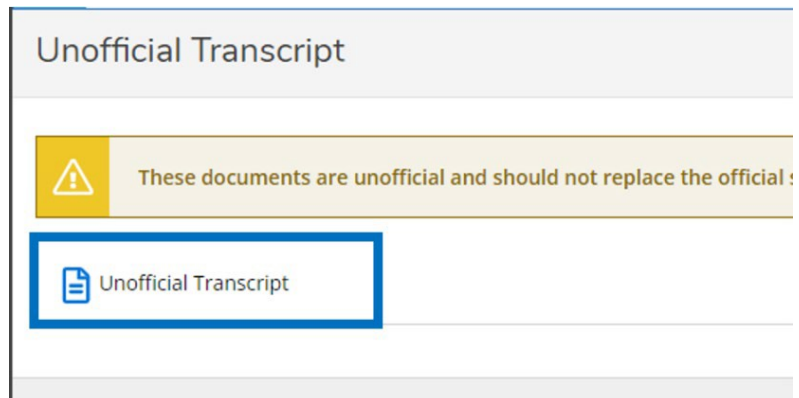 Unofficial Transcript
These documents are unofficial and should not replace the official
Unofficial Transcript